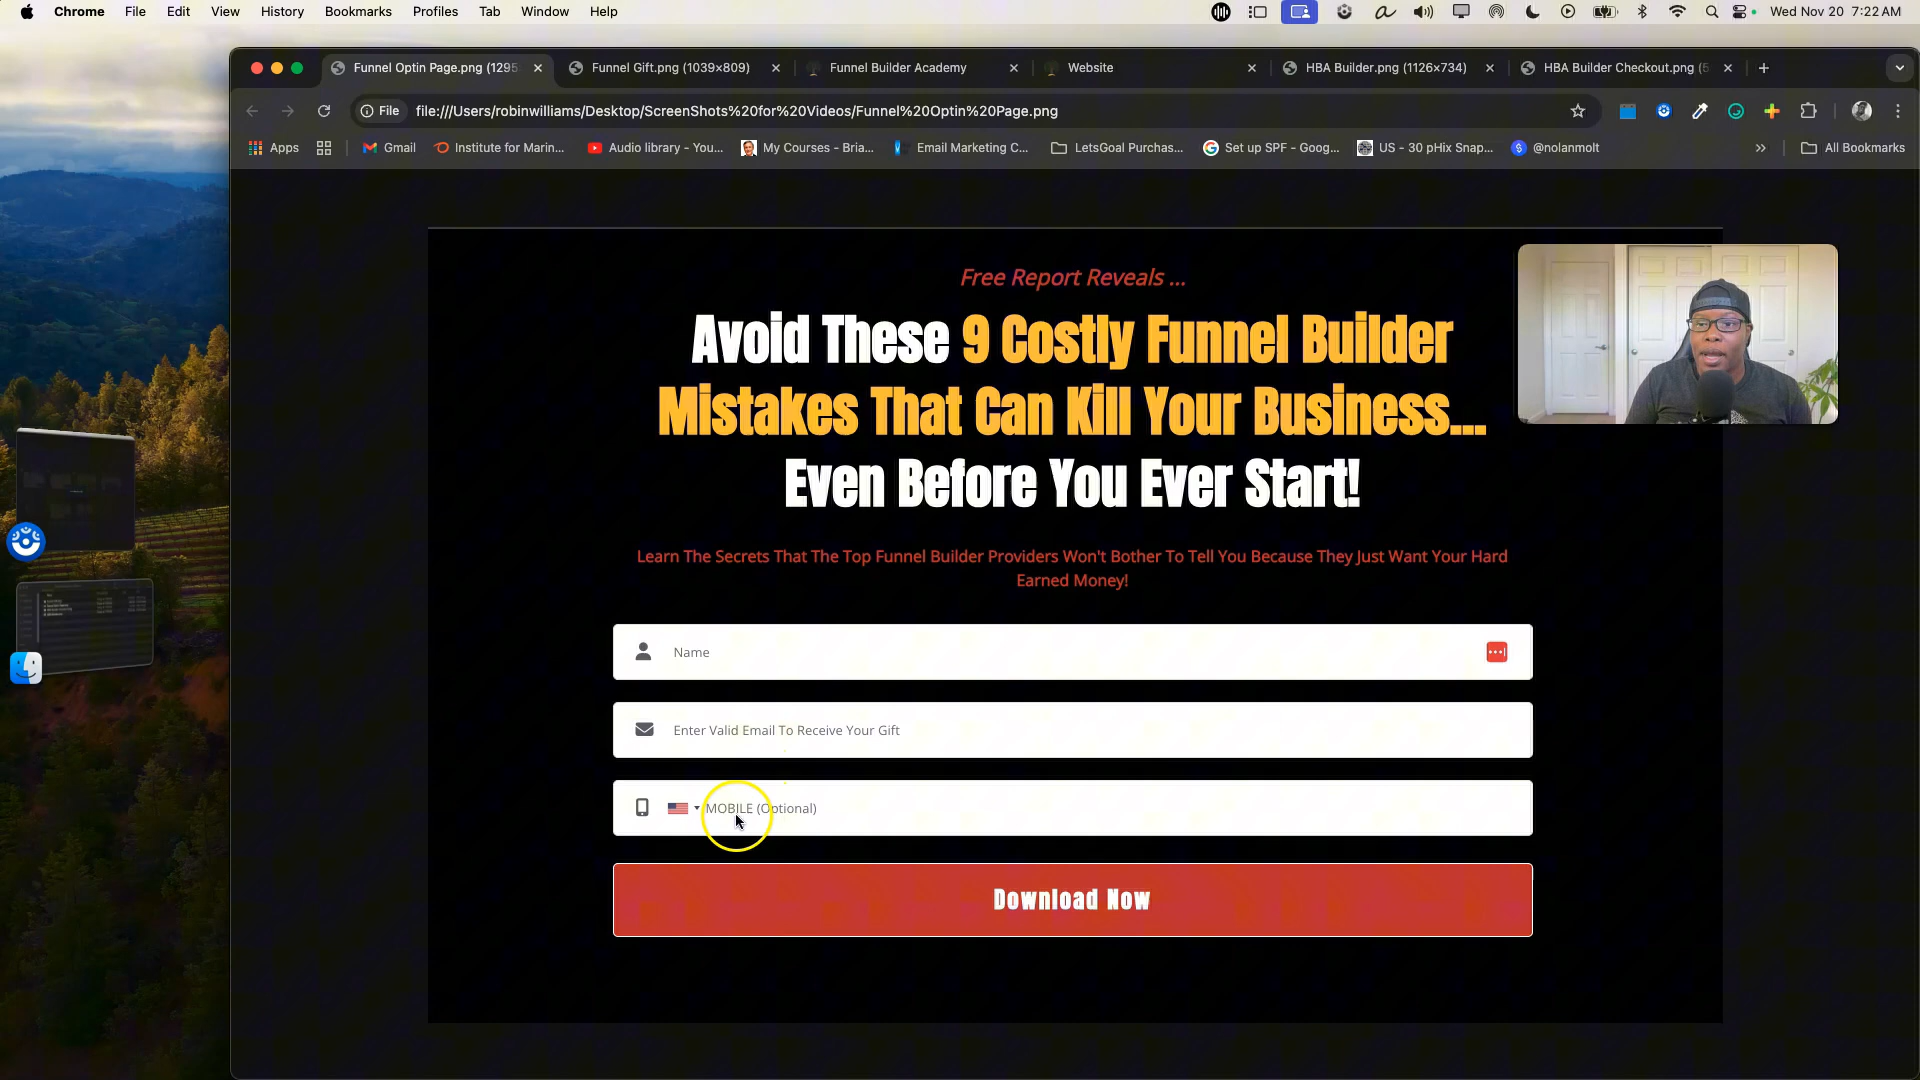 Chrome File Edit View History Bookmarks Profiles Tab Window Help Wed Nov 20 7:22 AM
Funnel Optin Page.png (1295 Funnel Gift.png (1039×809) Funnel Builder Academy Website HBA Builder.png (1126×734) HBA Builder Checkout.png (5
File file:///Users/robinwilliams/Desktop/ScreenShots%20for%20Videos/Funnel%20Optin%20Page.png
Apps Gmail Institute for Marin... Audio library - You... My Courses - Bria... Email Marketing C... LetsGoal Purchas... Set up SPF - Goog... US - 30 pHix Snap... @nolanmolt >> All Bookmarks
Free Report Reveals ...
Avoid These 9 Costly Funnel Builder
Mistakes That Can Kill Your Business...
Even Before You Ever Start!
Learn The Secrets That The Top Funnel Builder Providers Won't Bother To Tell You Because They Just Want Your Hard
Earned Money!
Name
Enter Valid Email To Receive Your Gift
MOBILE (Optional)
Download Now